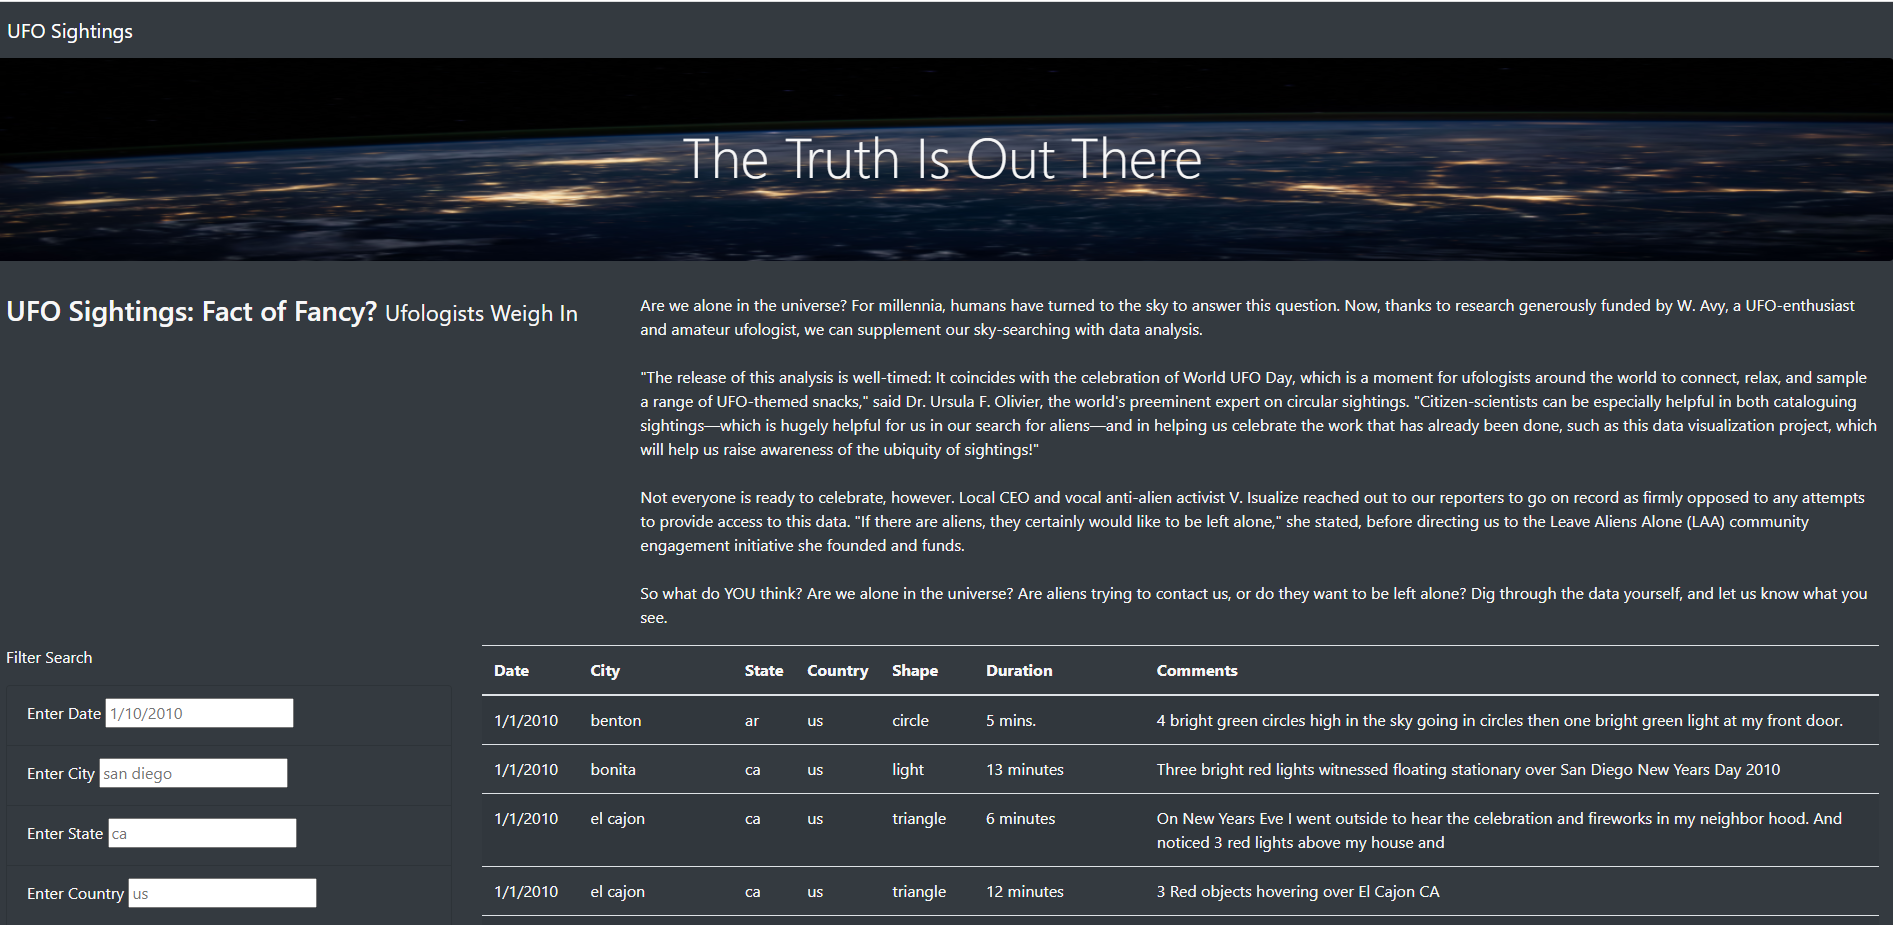 UFO Sightings
The Truth Is Out There
UFO Sightings: Fact of Fancy? Ufologists Weigh In
Are we alone in the universe? For millennia, humans have turned to the sky to answer this question. Now, thanks to research generously funded by W. Avy, a UFO-enthusiast
and amateur ufologist, we can supplement our sky-searching with data analysis.
"The release of this analysis is well-timed: It coincides with the celebration of World UFO Day, which is a moment for ufologists around the world to connect, relax, and sample
a range of UFO-themed snacks," said Dr. Ursula F. Olivier, the world's preeminent expert on circular sightings. "Citizen-scientists can be especially helpful in both cataloguing
sightings—which is hugely helpful for us in our search for aliens—and in helping us celebrate the work that has already been done, such as this data visualization project, which
will help us raise awareness of the ubiquity of sightings!"
Not everyone is ready to celebrate, however. Local CEO and vocal anti-alien activist V. Isualize reached out to our reporters to go on record as firmly opposed to any attempts
to provide access to this data. "If there are aliens, they certainly would like to be left alone," she stated, before directing us to the Leave Aliens Alone (LAA) community
engagement initiative she founded and funds.
So what do YOU think? Are we alone in the universe? Are aliens trying to contact us, or do they want to be left alone? Dig through the data yourself, and let us know what you
see.
Filter Search
Enter Date 1/10/2010
Enter City san diego
Enter State ca
Enter Country us
Date City State Country Shape Duration Comments
1/1/2010 benton ar us circle 5 mins. 4 bright green circles high in the sky going in circles then one bright green light at my front door.
1/1/2010 bonita ca us light 13 minutes Three bright red lights witnessed floating stationary over San Diego New Years Day 2010
1/1/2010 el cajon ca us triangle 6 minutes On New Years Eve I went outside to hear the celebration and fireworks in my neighbor hood. And
noticed 3 red lights above my house and
1/1/2010 el cajon ca us triangle 12 minutes 3 Red objects hovering over El Cajon CA